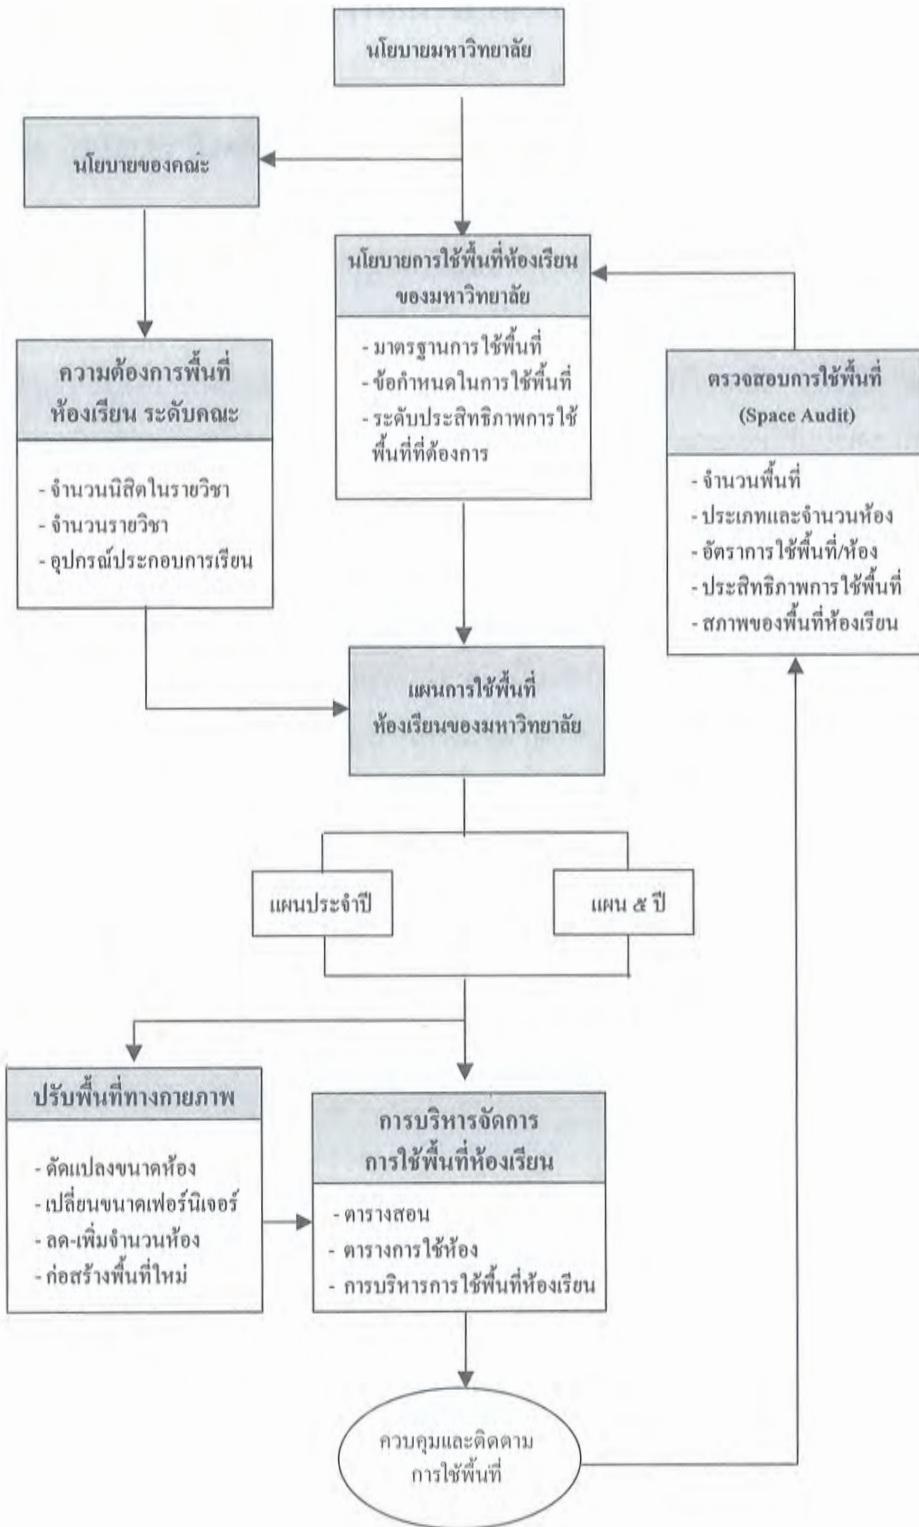 นโยบายมหาวิทยาลัย
นโยบายของคณะ
นโยบายการใช้พื้นที่ห้องเรียน
ของมหาวิทยาลัย
- มาตรฐานการใช้พื้นที่
- ข้อกำหนดในการใช้พื้นที่
- ระดับประสิทธิภาพการใช้
พื้นที่ที่ต้องการ
ความต้องการพื้นที่
ห้องเรียน ระดับคณะ
- จำนวนนิสิตในรายวิชา
- จำนวนรายวิชา
- อุปกรณ์ประกอบการเรียน
ตรวจสอบการใช้พื้นที่
(Space Audit)
- จำนวนพื้นที่
- ประเภทและจำนวนห้อง
- อัตราการใช้พื้นที่/ห้อง
- ประสิทธิภาพการใช้พื้นที่
- สภาพของพื้นที่ห้องเรียน
แผนการใช้พื้นที่
ห้องเรียนของมหาวิทยาลัย
แผนประจำปี
แผน ๕ ปี
ปรับพื้นที่ทางกายภาพ
- ดัดแปลงขนาดห้อง
- เปลี่ยนขนาดเฟอร์นิเจอร์
- ลด-เพิ่มจำนวนห้อง
- ก่อสร้างพื้นที่ใหม่
การบริหารจัดการ
การใช้พื้นที่ห้องเรียน
- ตารางสอน
- ตารางการใช้ห้อง
- การบริหารการใช้พื้นที่ห้องเรียน
ควบคุมและติดตาม
การใช้พื้นที่